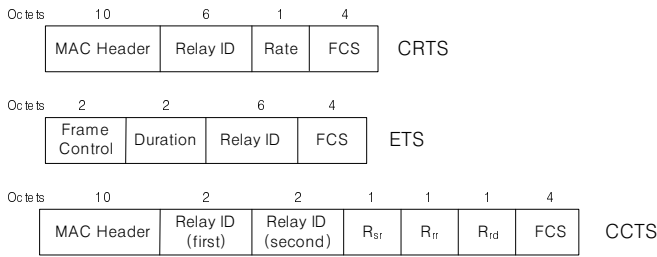 Octets 10 6 1 4
MAC Header Relay ID Rate FCS CRTS
Octets 2 2 6 4
Frame Control Duration Relay ID FCS ETS
Octets 10 2 2 1 1 1 4
MAC Header Relay ID (first) Relay ID (second) Rsr Rrr Rrd FCS CCTS